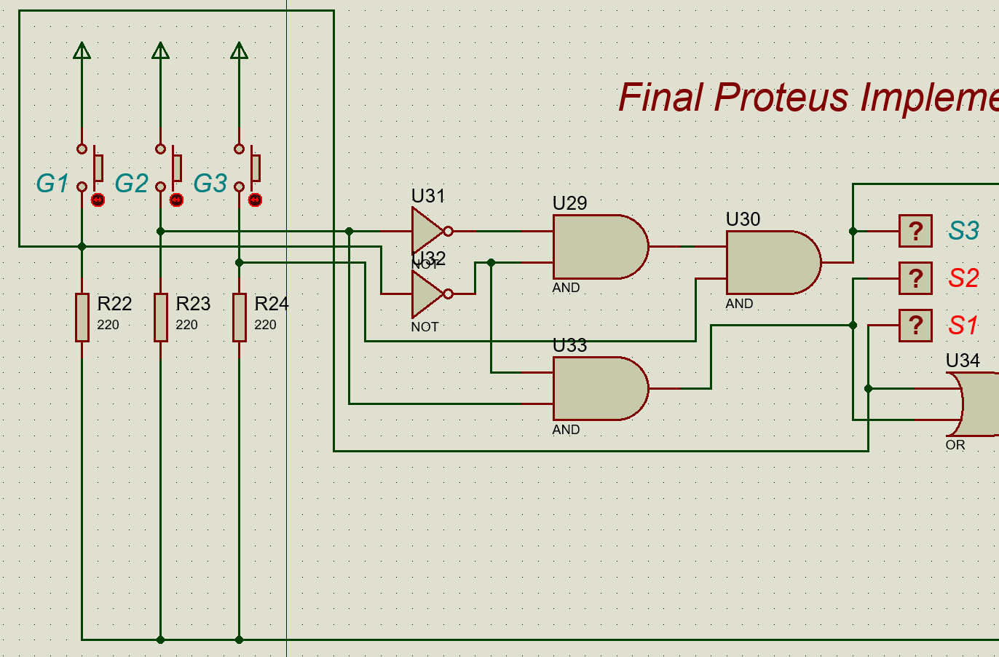 Final Proteus Impleme
G1
G2
G3
U31
NOT
U32
NOT
U29
AND
U30
AND
? S3
? S2
? S1
R22
220
R23
220
R24
220
U33
AND
U34
OR